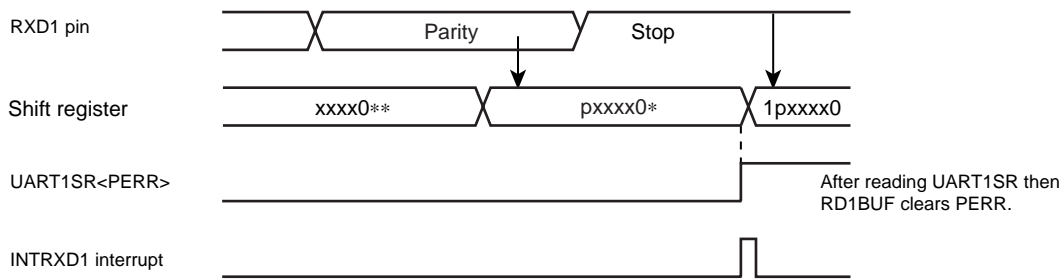 RXD1 pin
Parity
Stop
Shift register
xxxx0**
pxxxx0*
1pxxxx0
UART1SR<PERR>
After reading UART1SR then
RD1BUF clears PERR.
INTRXD1 interrupt